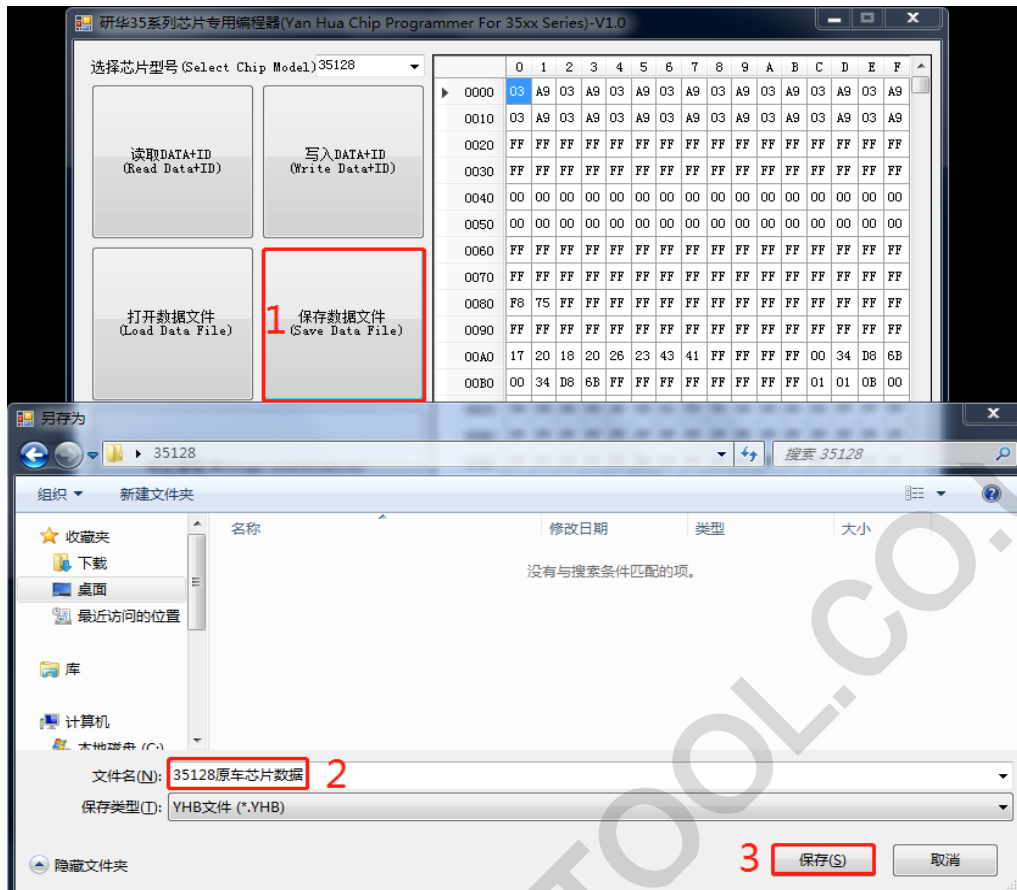 研华35系列芯片专用编程器(Yan Hua Chip Programmer For 35xx Series)-V1.0
选择芯片型号(Select Chip Model) 35128
读取DATA+ID
(Read Data+ID)
写入DATA+ID
(Write Data+ID)
打开数据文件
(Load Data File)
1
保存数据文件
(Save Data File)
0 1 2 3 4 5 6 7 8 9 A B C D E F
0000 03 A9 03 A9 03 A9 03 A9 03 A9 03 A9 03 A9 03 A9
0010 03 A9 03 A9 03 A9 03 A9 03 A9 03 A9 03 A9 03 A9
0020 FF FF FF FF FF FF FF FF FF FF FF FF FF FF FF FF
0030 FF FF FF FF FF FF FF FF FF FF FF FF FF FF FF FF
0040 00 00 00 00 00 00 00 00 00 00 00 00 00 00 00 00
0050 00 00 00 00 00 00 00 00 00 00 00 00 00 00 00 00
0060 FF FF FF FF FF FF FF FF FF FF FF FF FF FF FF FF
0070 FF FF FF FF FF FF FF FF FF FF FF FF FF FF FF FF
0080 F8 75 FF FF FF FF FF FF FF FF FF FF FF FF FF FF
0090 FF FF FF FF FF FF FF FF FF FF FF FF FF FF FF FF
00A0 17 20 18 20 26 23 43 41 FF FF FF FF 00 34 D8 6B
00B0 00 34 D8 6B FF FF FF FF FF FF FF FF 01 01 0B 00
另存为
35128
搜索 35128
组织
新建文件夹
收藏夹
下载
桌面
最近访问的位置
库
计算机
本地磁盘 (C:)
名称
修改日期
类型
大小
没有与搜索条件匹配的项。
文件名(N): 35128原车芯片数据
2
保存类型(T): YHB文件 (*.YHB)
隐藏文件夹
3
保存(S)
取消
TOOL.CO.